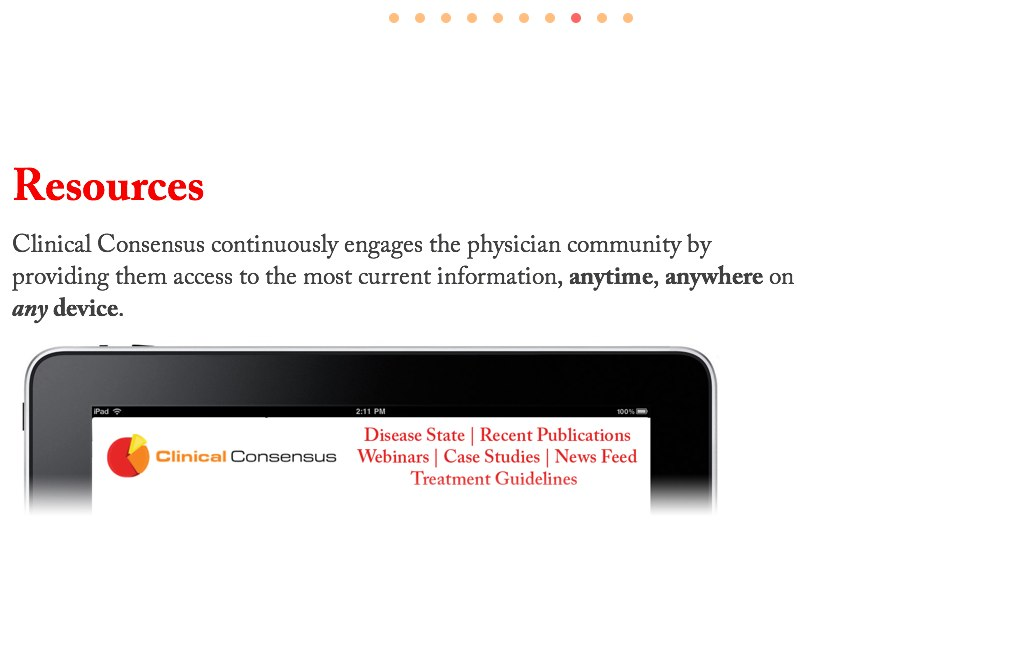 Resources
Clinical Consensus continuously engages the physician community by
providing them access to the most current information, anytime, anywhere on
any device.
iPad 2:11 PM 100%
Clinical Consensus
Disease State | Recent Publications
Webinars | Case Studies | News Feed
Treatment Guidelines